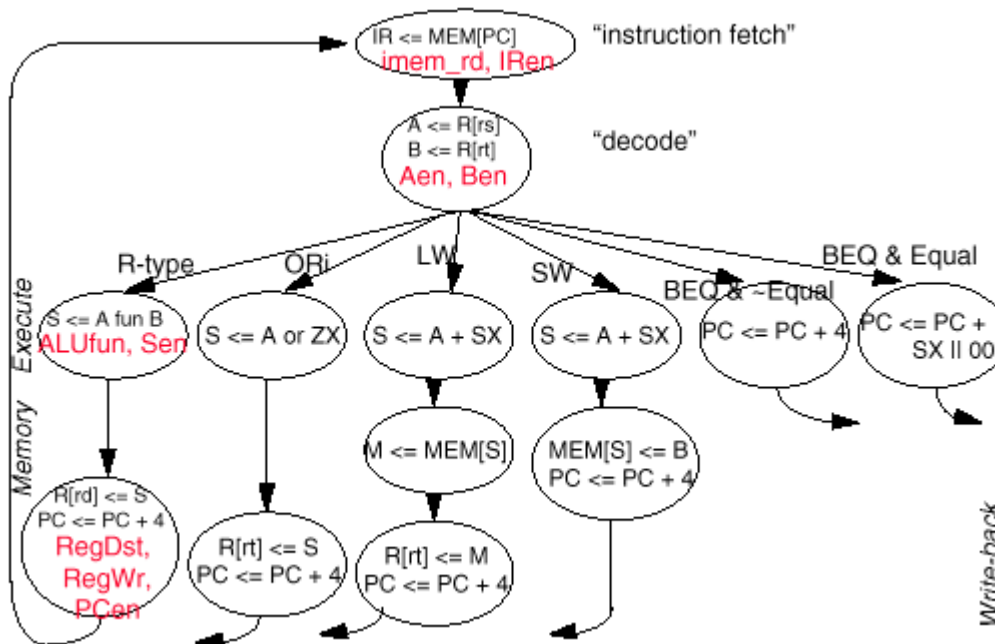 IR <= MEM[PC]
imem_rd, IRen
"instruction fetch"
A <= R[rs]
B <= R[rt]
Aen, Ben
"decode"
R-type
ORi
LW
SW
BEQ & ~Equal
BEQ & Equal
Execute
S <= A fun B
ALUfun, Sen
S <= A or ZX
S <= A + SX
S <= A + SX
PC <= PC + 4
PC <= PC +
SX || 00
Memory
M <= MEM[S]
MEM[S] <= B
PC <= PC + 4
R[rd] <= S
PC <= PC + 4
RegDst,
RegWr,
PCen
R[rt] <= S
PC <= PC + 4
R[rt] <= M
PC <= PC + 4
Write-back